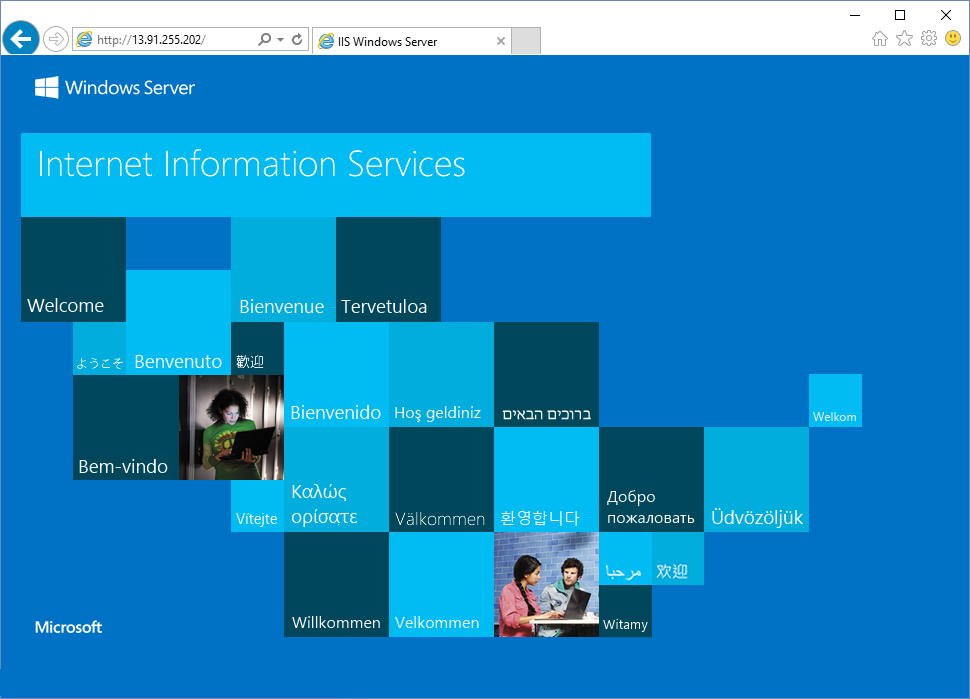 http://13.91.255.202/
IIS Windows Server
Windows Server
Internet Information Services
Welcome
Bienvenue
Tervetuloa
ようこそ
Benvenuto
歡迎
Bienvenido
Hoş geldiniz
ברוכים הבאים
Welkom
Bem-vindo
Vítejte
Καλώς
ορίσατε
Välkommen
환영합니다
Добро
пожаловать
Üdvözöljük
مرحبا
欢迎
Willkommen
Velkommen
Witamy
Microsoft